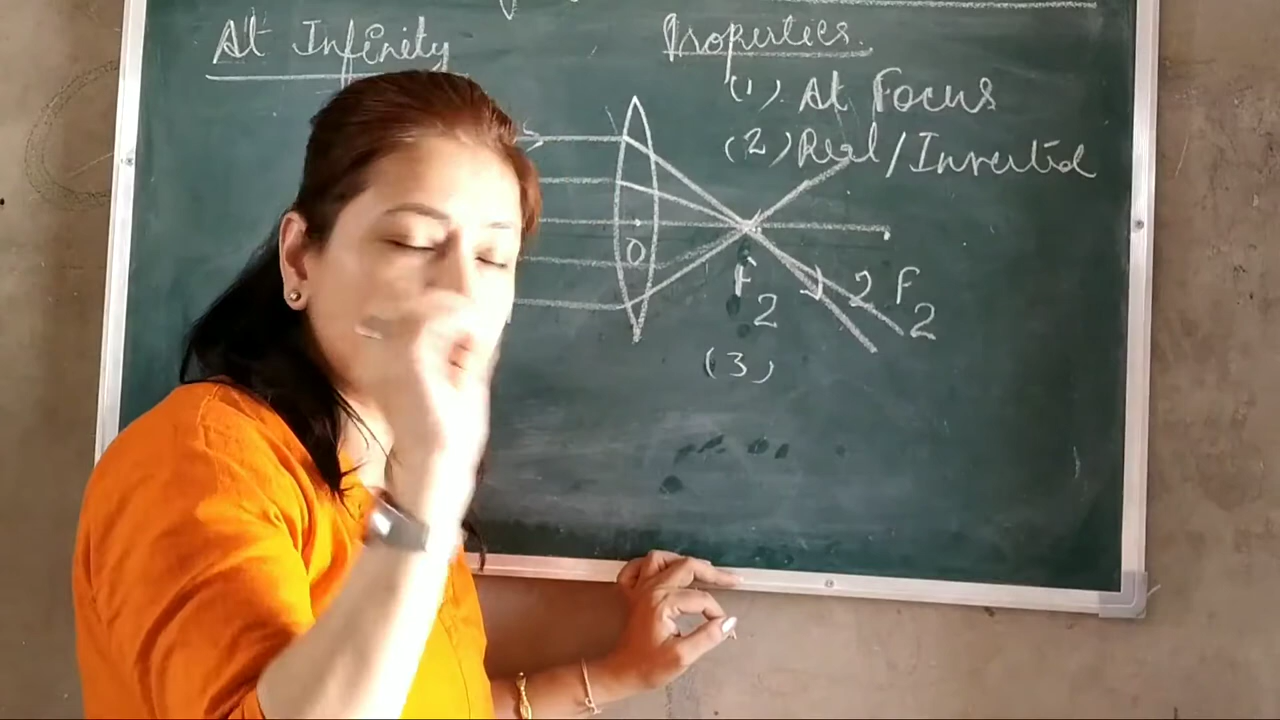 At Infinity
Properties.
(1). At Focus
(2) Real/Inverted
O
F2
2F2
(3)